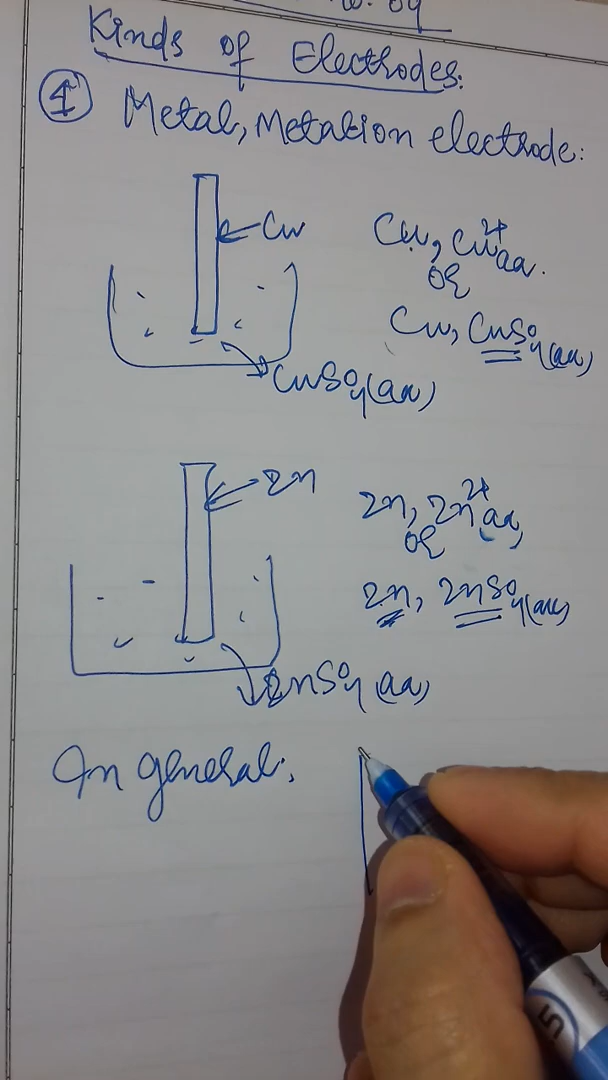 Kinds of Electrodes.
① Metal, Metal ion electrode:
Cu
Cu, Cu²⁺aq.
OR
Cu, CuSO₄(aq)
CuSO₄(aq)
Zn
Zn, Zn²⁺aq
OR
Zn, ZnSO₄(aq)
ZnSO₄(aq)
In general.
5